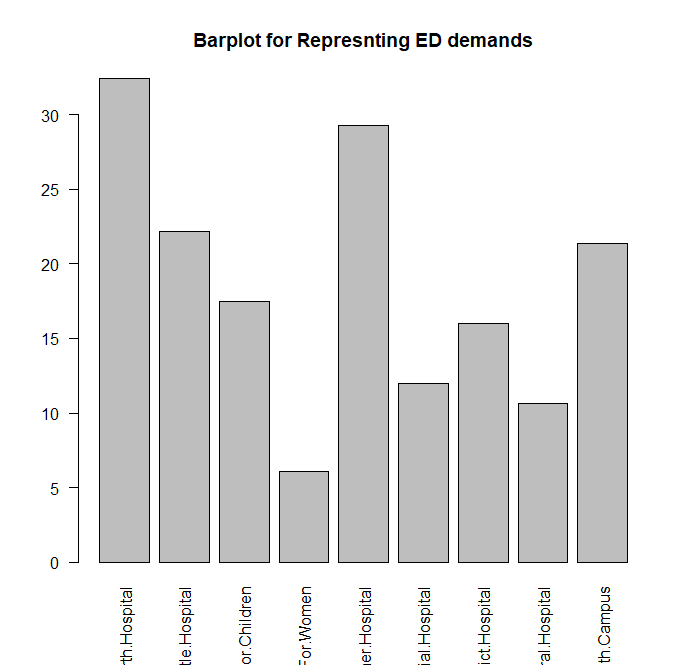 Barplot for Represnting ED demands
30
25
20
15
10
5
0
rth.Hospital
tle.Hospital
or.Children
For.Women
ner.Hospital
ial.Hospital
ict.Hospital
ral.Hospital
th.Campus